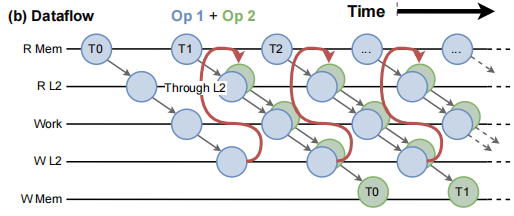 (b) Dataflow Op 1 + Op 2 Time
R Mem T0 T1 T2 ... ...
R L2 Through L2
Work
W L2
W Mem T0 T1